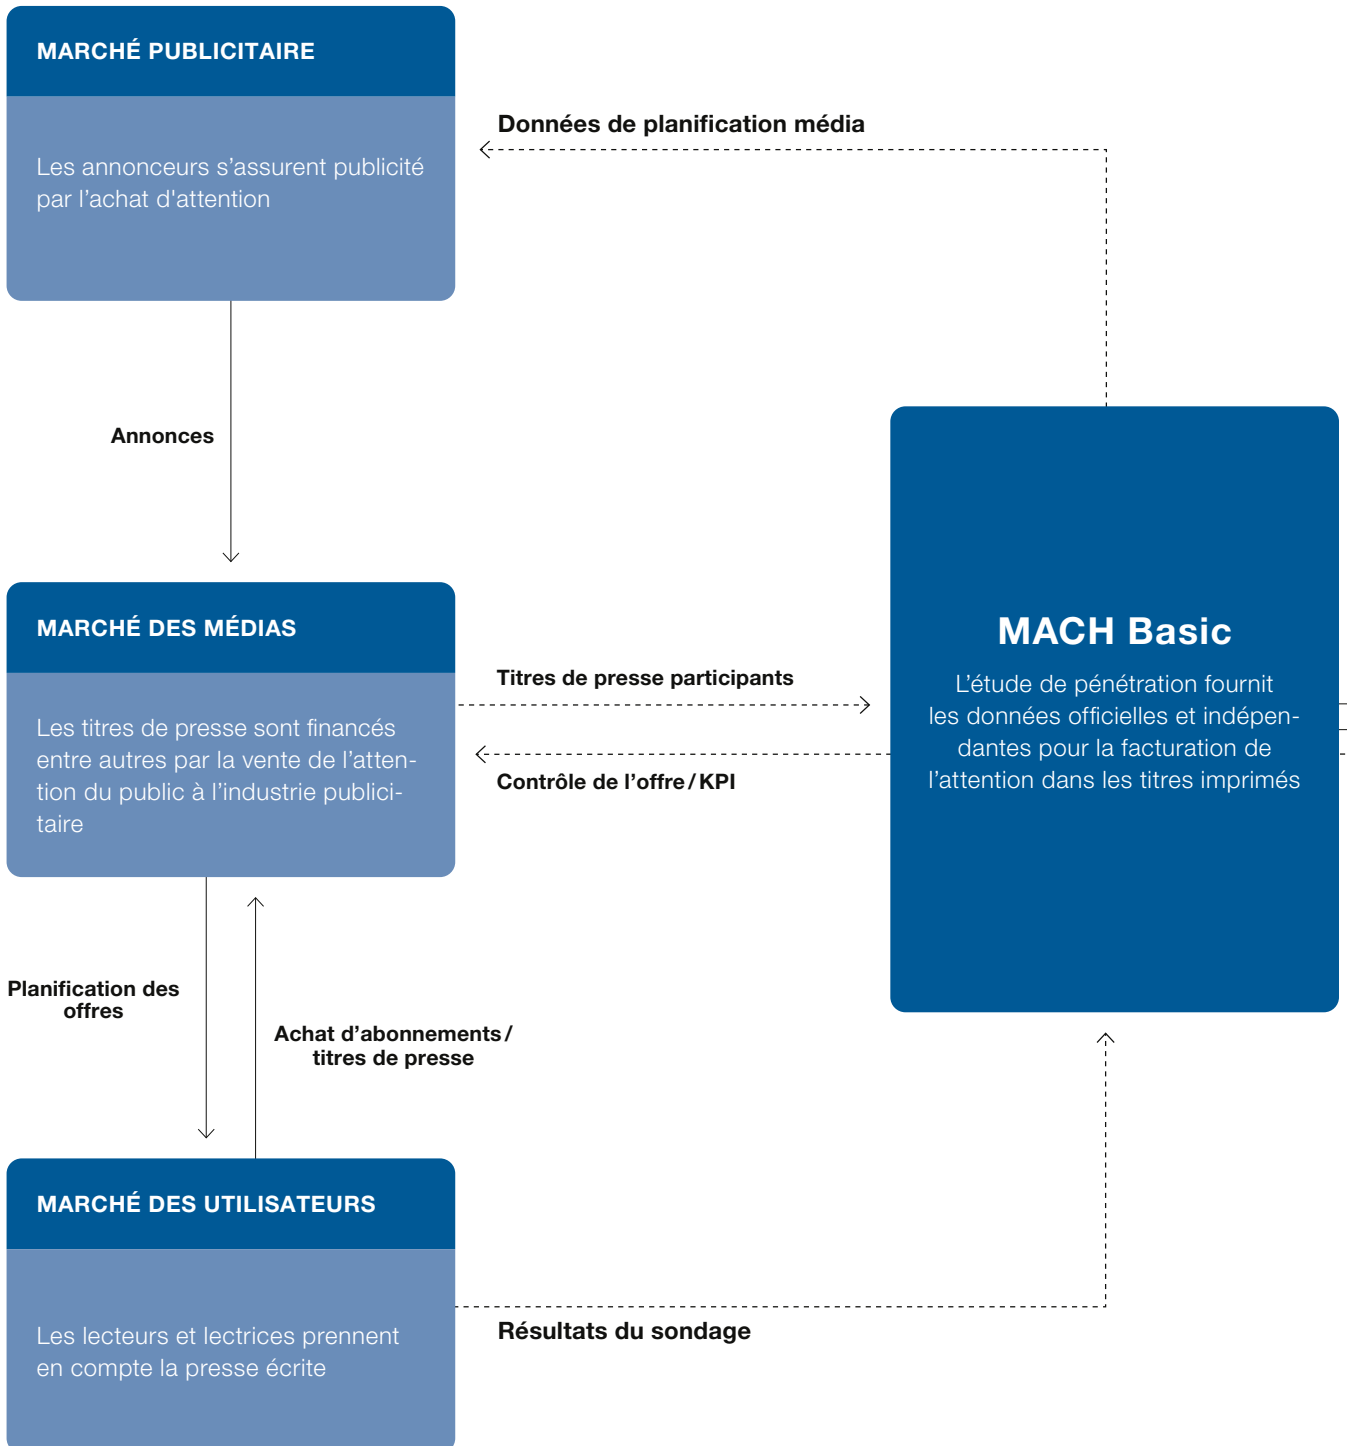 MARCHÉ PUBLICITAIRE
Les annonceurs s’assurent publicité
par l’achat d'attention
Données de planification média
Annonces
MARCHÉ DES MÉDIAS
Les titres de presse sont financés
entre autres par la vente de l’atten-
tion du public à l’industrie publici-
taire
Titres de presse participants
Contrôle de l’offre / KPI
MACH Basic
L’étude de pénétration fournit
les données officielles et indépen-
dantes pour la facturation de
l’attention dans les titres imprimés
Planification des
offres
Achat d’abonnements /
titres de presse
MARCHÉ DES UTILISATEURS
Les lecteurs et lectrices prennent
en compte la presse écrite
Résultats du sondage